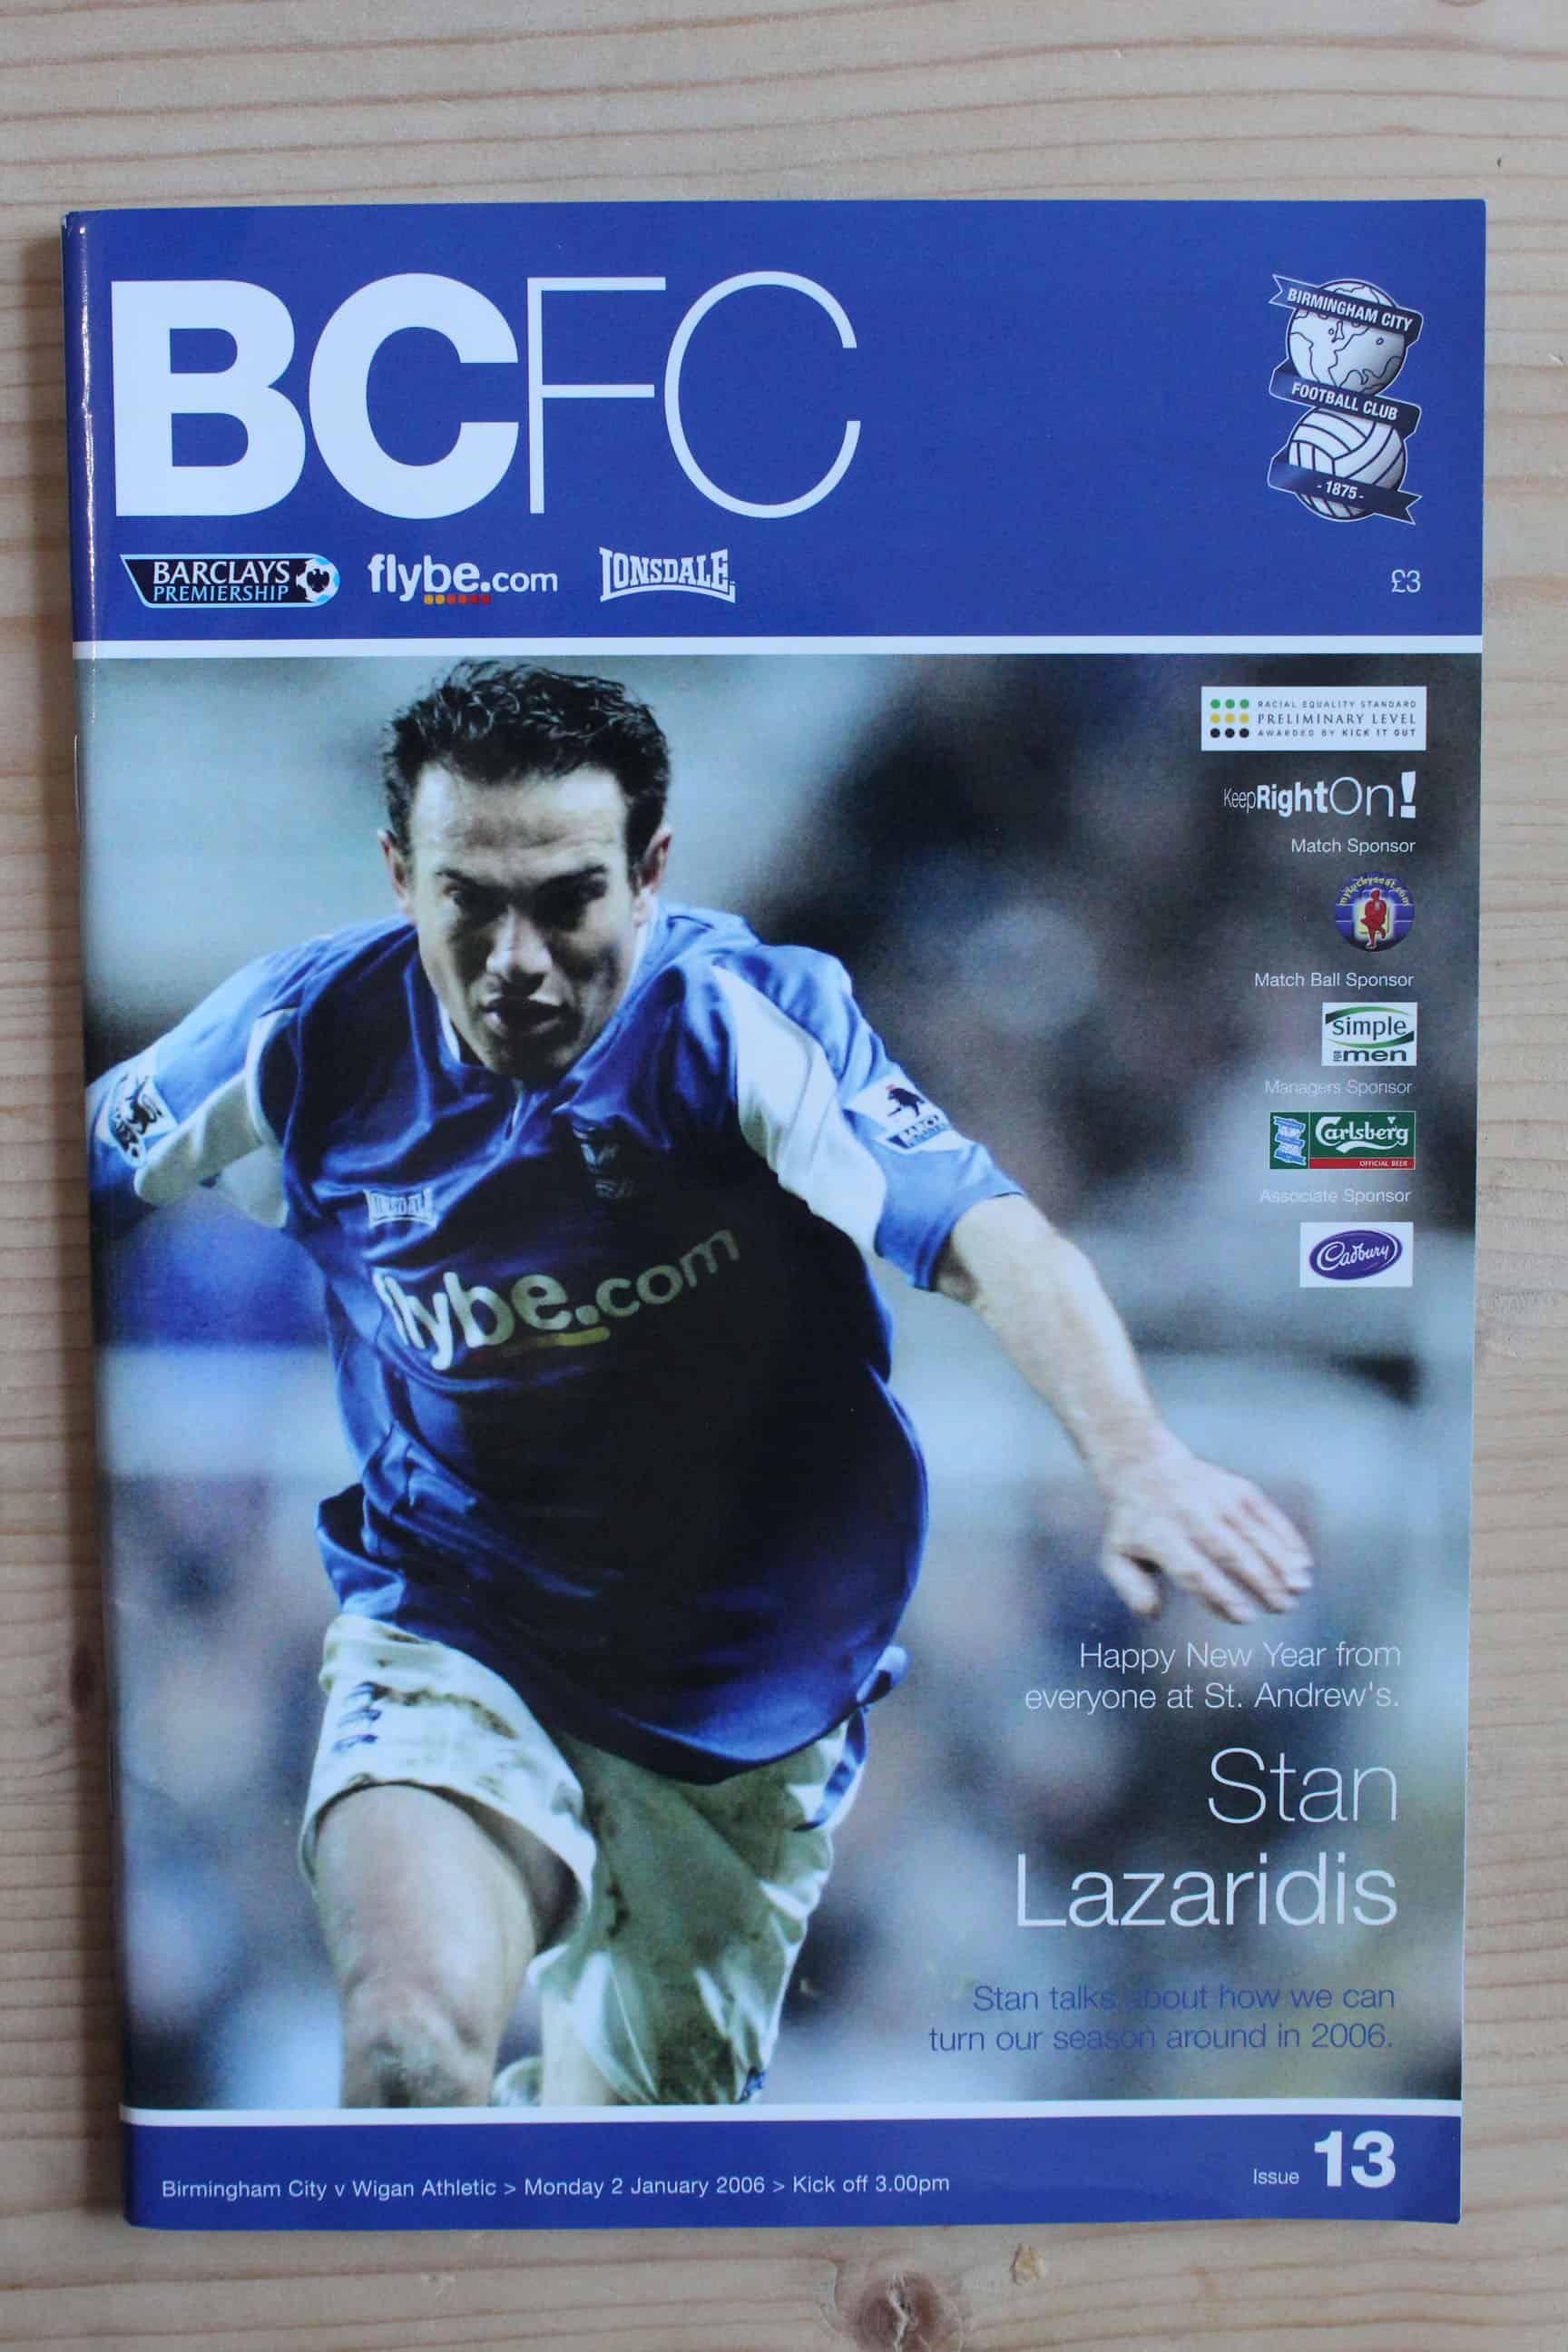 BCFC
BIRMINGHAM CITY
FOOTBALL CLUB
- 1875 -
BARCLAYS
PREMIERSHIP
flybe.com
LONSDALE
£3
RACIAL EQUALITY STANDARD
PRELIMINARY LEVEL
AWARDED BY KICK IT OUT
KeepRightOn!
Match Sponsor
myluckyseat.com
Match Ball Sponsor
simple
FOR men
Managers Sponsor
Carlsberg
OFFICIAL BEER
Associate Sponsor
Cadbury
LONSDALE
flybe.com
Happy New Year from
everyone at St. Andrew's.
Stan
Lazaridis
Stan talks about how we can
turn our season around in 2006.
Birmingham City v Wigan Athletic > Monday 2 January 2006 > Kick off 3.00pm
Issue 13